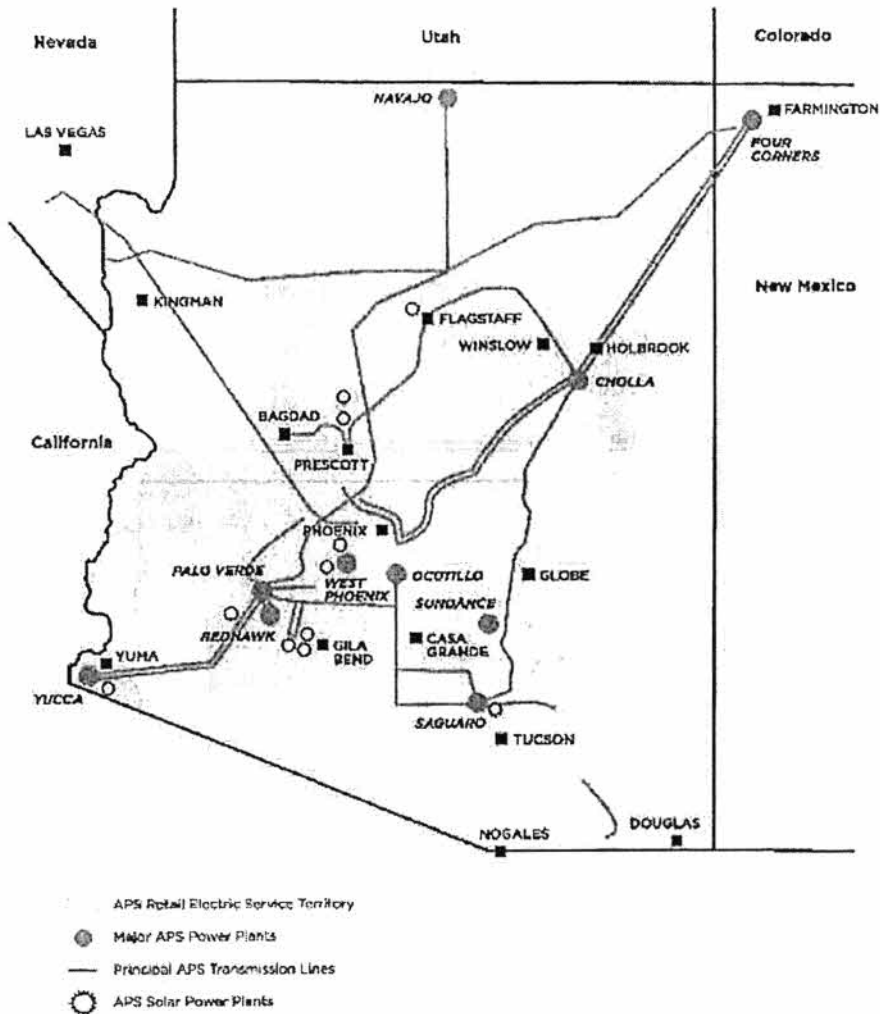 Nevada
Utah
Colorado
NAVAJO
FARMINGTON
LAS VEGAS
FOUR
CORNERS
KINGMAN
New Mexico
FLAGSTAFF
WINSLOW
HOLBROOK
CHOLLA
BAGDAD
California
PRESCOTT
PHOENIX
PALO VERDE
WEST
PHOENIX
OCOTILLO
GLOBE
SUNDANCE
REDHAWK
GILA
BEND
CASA
GRANDE
YUMA
YUCCA
SAGUARO
TUCSON
NOGALES
DOUGLAS
APS Retail Electric Service Territory
Major APS Power Plants
Principal APS Transmission Lines
APS Solar Power Plants